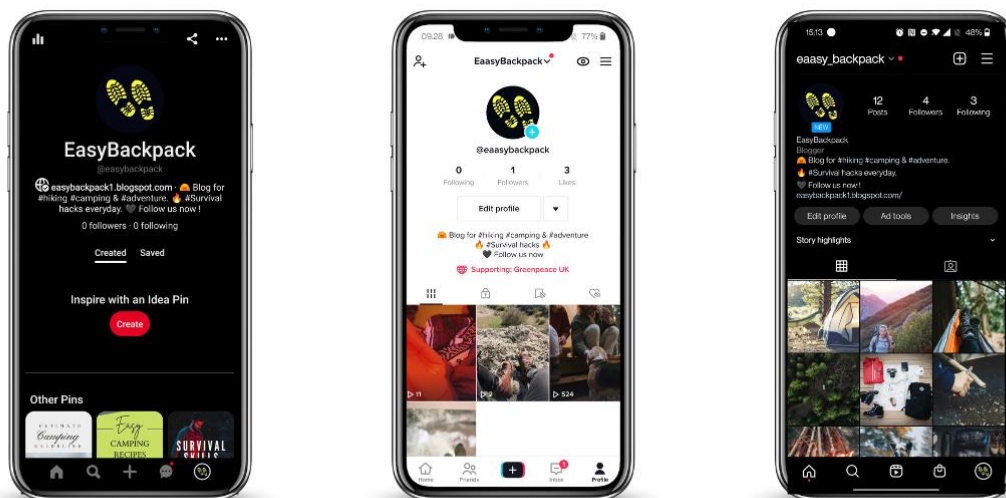 EasyBackpack
@easybackpack
easybackpack1.blogspot.com · 🤗 Blog for
#hiking #camping & #adventure. 🔥 #Survival
hacks everyday. 🖤 Follow us now !
0 followers · 0 following
Created Saved
Inspire with an Idea Pin
Create
Other Pins
ULTIMATE
Camping
Easy
CAMPING
RECIPES
SURVIVAL
SKILLS
09.28 77%
EaasyBackpack
@eaasybackpack
0 1 3
Following Followers Likes
Edit profile
🤗 Blog for #hiking #camping & #adventure
🔥 #Survival hacks 🔥
🖤 Follow us now
Supporting: Greenpeace UK
11 524
Home Friends Inbox Profile
15.13 48%
eaasy_backpack
12 4 3
Posts Followers Following
NEW
EasyBackpack
Blogger
🤗 Blog for #hiking #camping & #adventure.
🔥 #Survival hacks everyday.
🖤 Follow us now !
easybackpack1.blogspot.com/
Edit profile Ad tools Insights
Story highlights